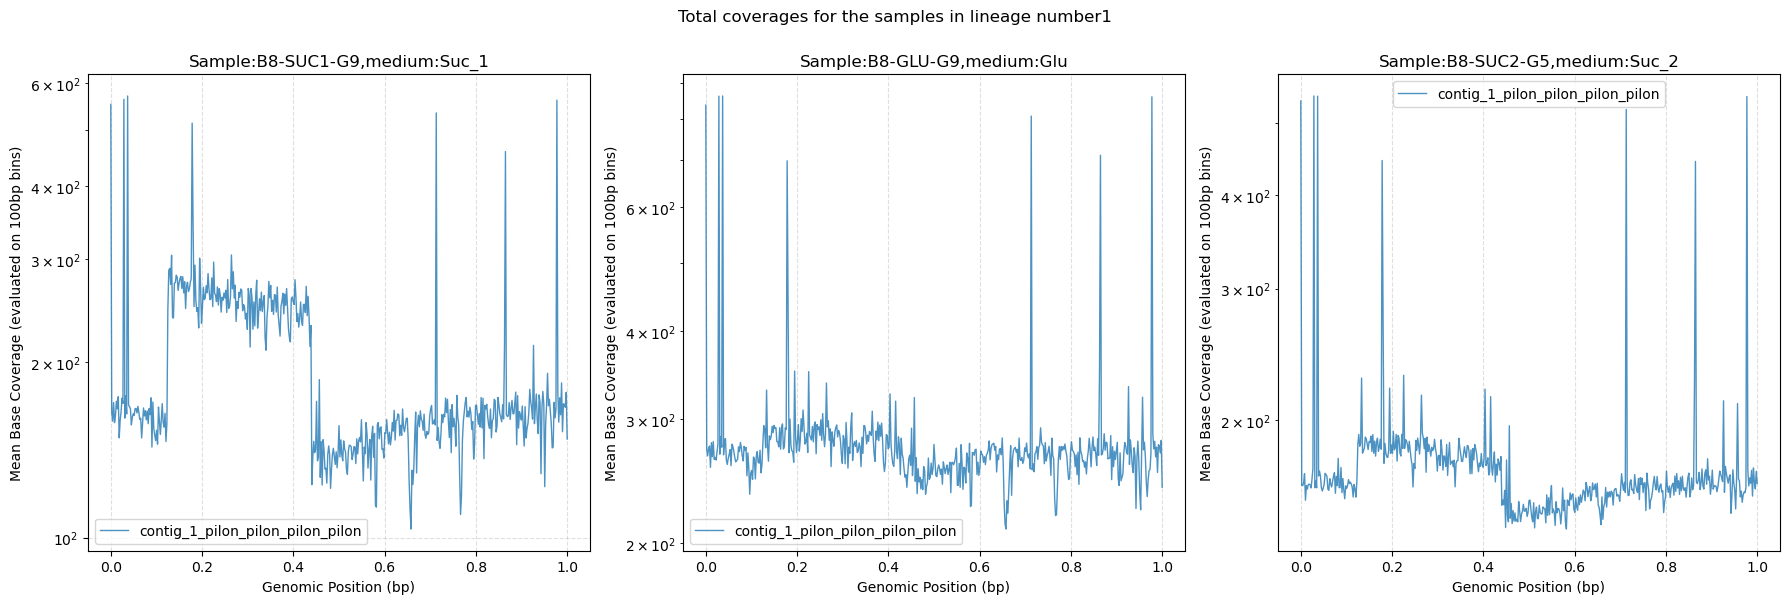 Total coverages for the samples in lineage number1
Sample:B8-SUC1-G9,medium:Suc_1
Mean Base Coverage (evaluated on 100bp bins)
6 × 10²
4 × 10²
3 × 10²
2 × 10²
10²
contig_1_pilon_pilon_pilon_pilon
0.0 0.2 0.4 0.6 0.8 1.0
Genomic Position (bp)
Sample:B8-GLU-G9,medium:Glu
Mean Base Coverage (evaluated on 100bp bins)
6 × 10²
4 × 10²
3 × 10²
2 × 10²
contig_1_pilon_pilon_pilon_pilon
0.0 0.2 0.4 0.6 0.8 1.0
Genomic Position (bp)
Sample:B8-SUC2-G5,medium:Suc_2
contig_1_pilon_pilon_pilon_pilon
Mean Base Coverage (evaluated on 100bp bins)
4 × 10²
3 × 10²
2 × 10²
0.0 0.2 0.4 0.6 0.8 1.0
Genomic Position (bp)